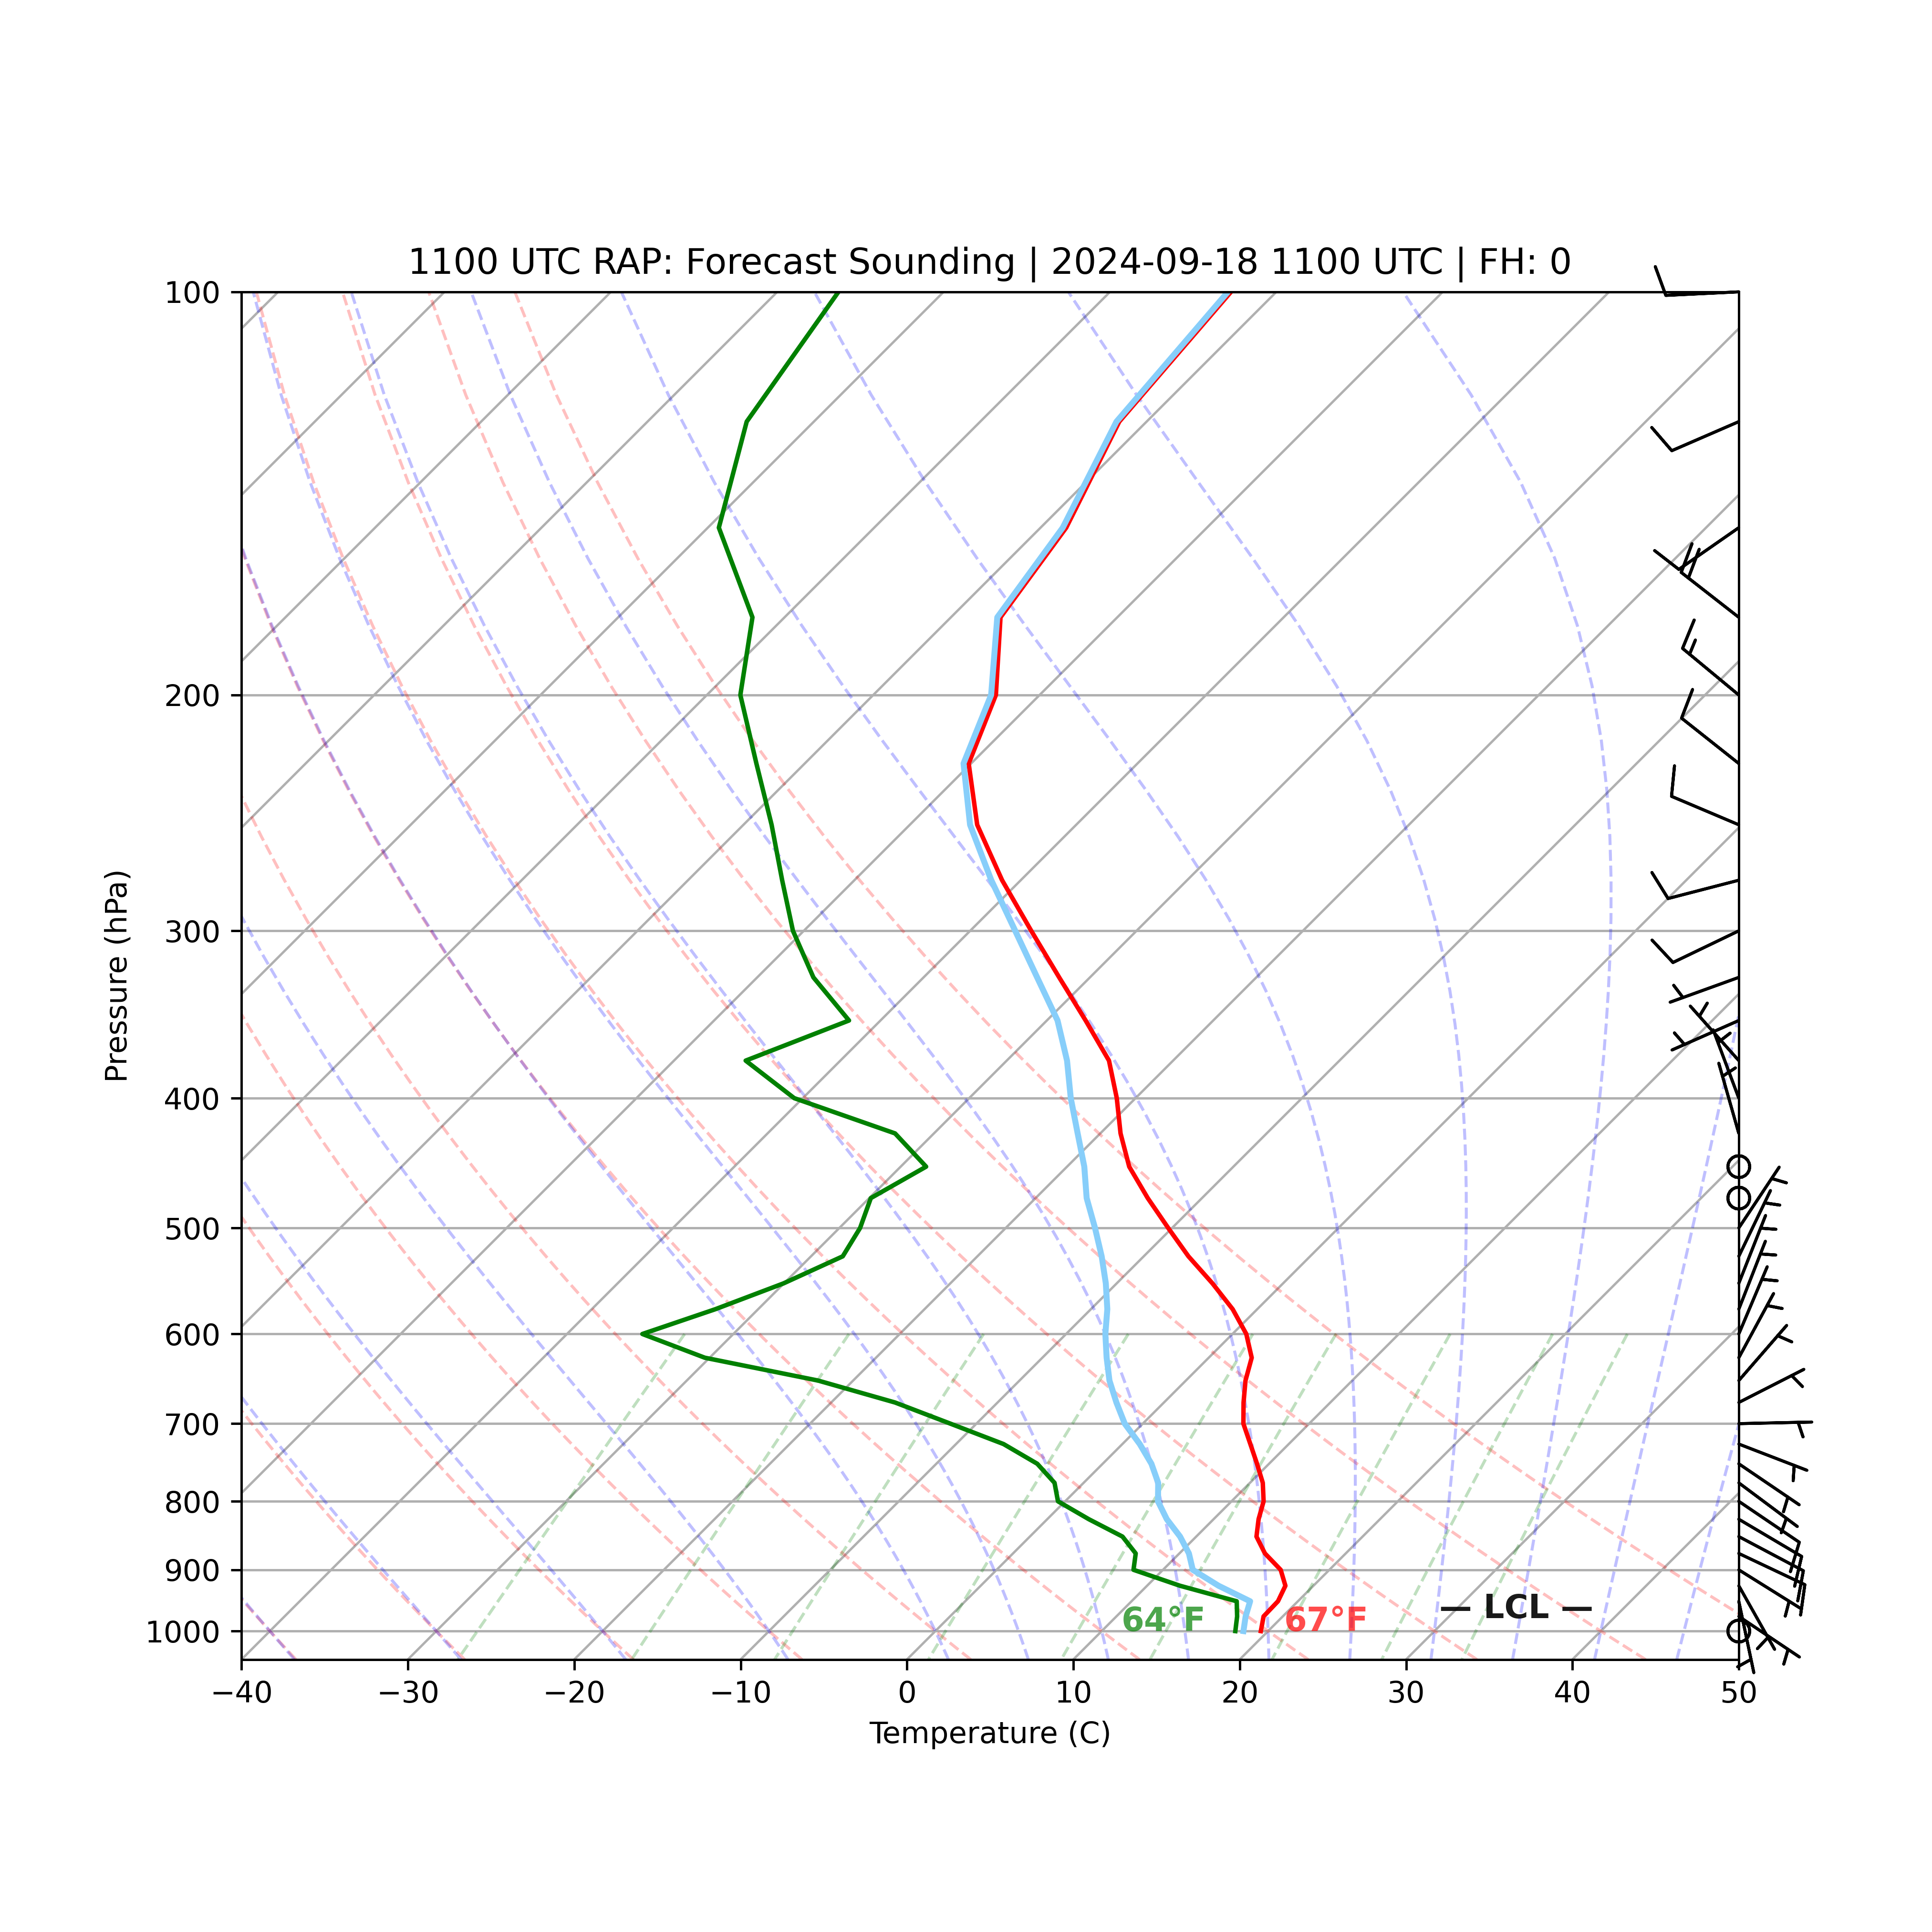 1100 UTC RAP: Forecast Sounding | 2024-09-18 1100 UTC | FH: 0
100
200
300
400
500
600
700
800
900
1000
Pressure (hPa)
64°F
67°F
— LCL —
−40 −30 −20 −10 0 10 20 30 40 50
Temperature (C)